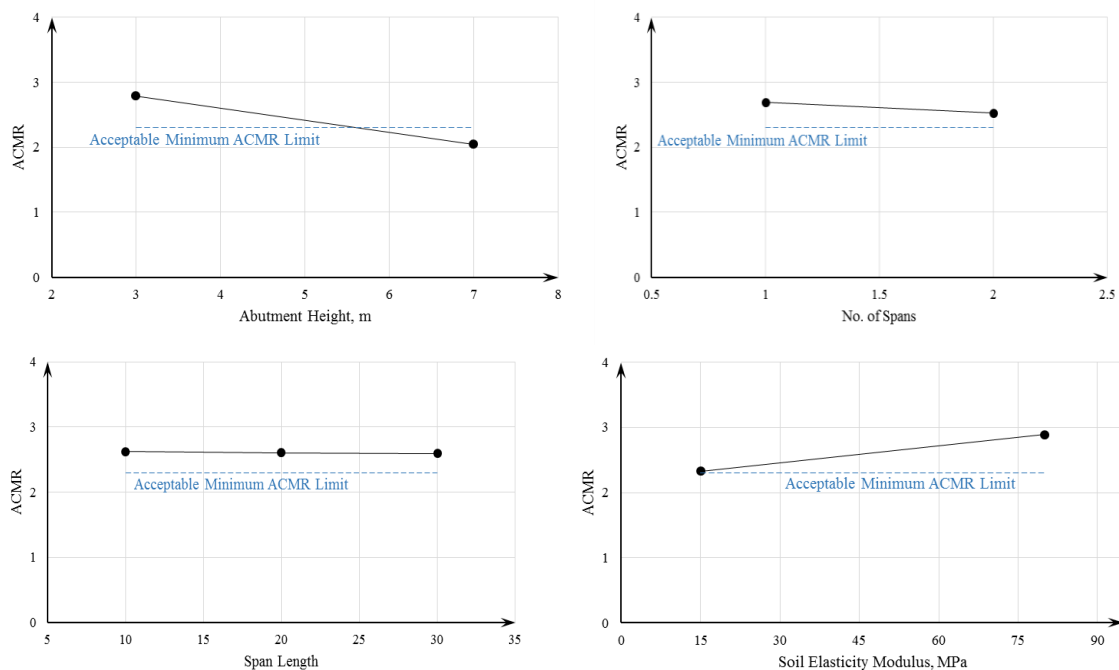 4
3
2
1
0
ACMR
Acceptable Minimum ACMR Limit
2 3 4 5 6 7 8
Abutment Height, m
4
3
2
1
0
ACMR
Acceptable Minimum ACMR Limit
0.5 1 1.5 2 2.5
No. of Spans
4
3
2
1
0
ACMR
Acceptable Minimum ACMR Limit
5 10 15 20 25 30 35
Span Length
4
3
2
1
0
ACMR
Acceptable Minimum ACMR Limit
0 15 30 45 60 75 90
Soil Elasticity Modulus, MPa